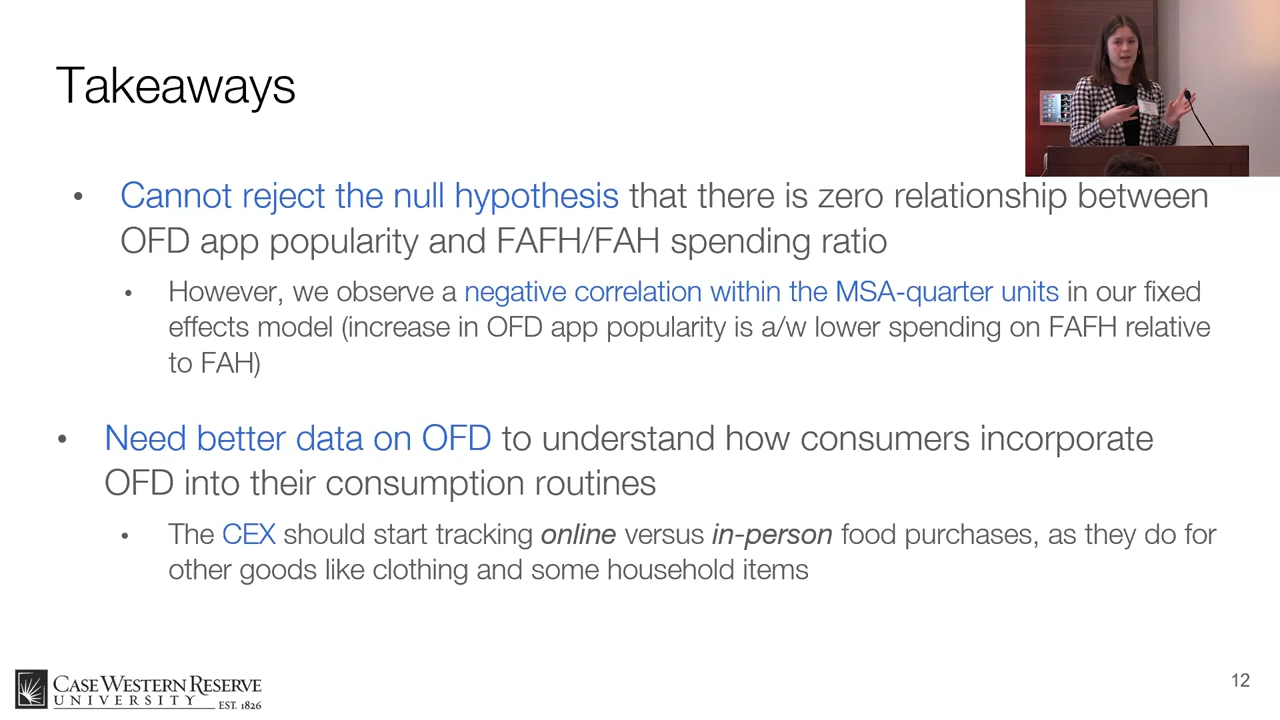 Takeaways
• Cannot reject the null hypothesis that there is zero relationship between
OFD app popularity and FAFH/FAH spending ratio
• However, we observe a negative correlation within the MSA-quarter units in our fixed
effects model (increase in OFD app popularity is a/w lower spending on FAFH relative
to FAH)
• Need better data on OFD to understand how consumers incorporate
OFD into their consumption routines
• The CEX should start tracking online versus in-person food purchases, as they do for
other goods like clothing and some household items
CASE WESTERN RESERVE
UNIVERSITY
EST. 1826
12